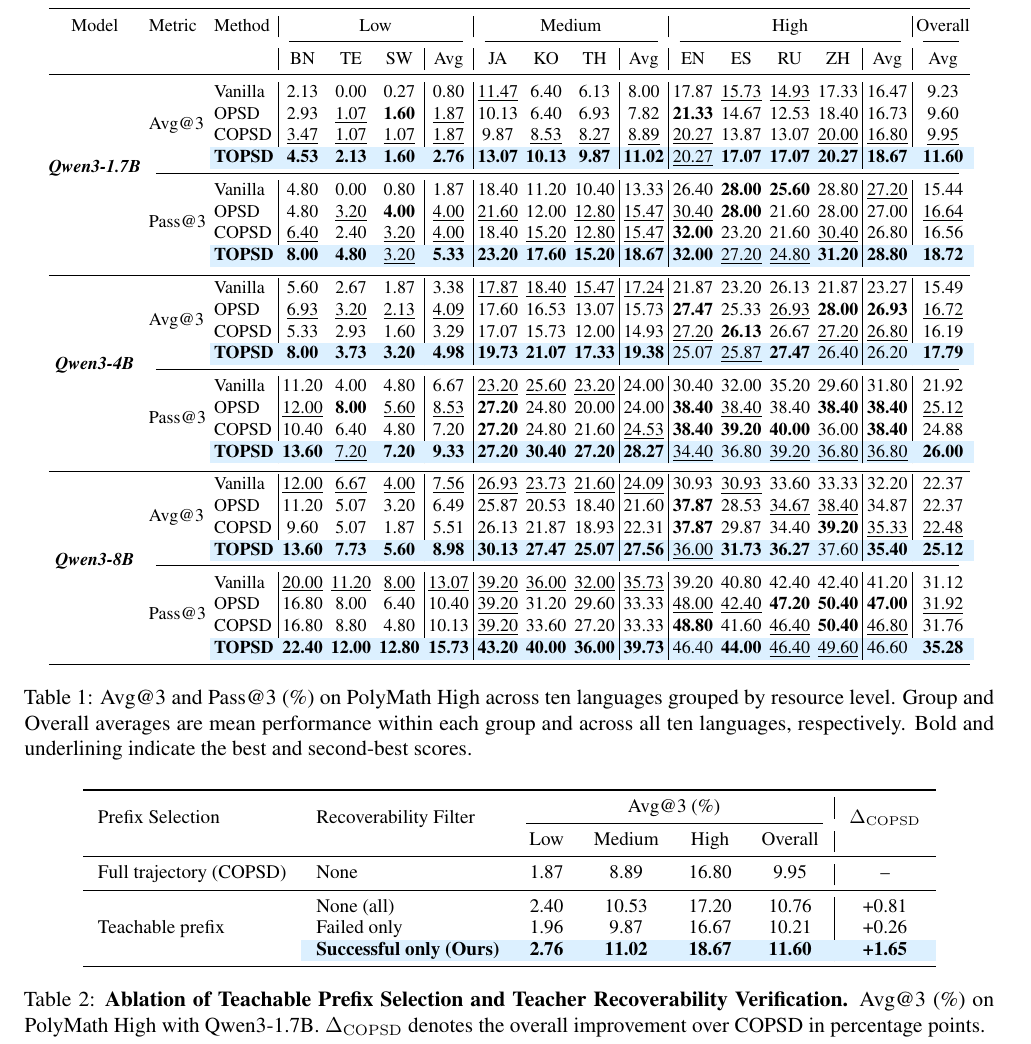 Model Metric Method Low Medium High Overall
BN TE SW Avg JA KO TH Avg EN ES RU ZH Avg Avg
Qwen3-1.7B
Avg@3
Vanilla 2.13 0.00 0.27 0.80 11.47 6.40 6.13 8.00 17.87 15.73 14.93 17.33 16.47 9.23
OPSD 2.93 1.07 1.60 1.87 10.13 6.40 6.93 7.82 21.33 14.67 12.53 18.40 16.73 9.60
COPSD 3.47 1.07 1.07 1.87 9.87 8.53 8.27 8.89 20.27 13.87 13.07 20.00 16.80 9.95
TOPSD 4.53 2.13 1.60 2.76 13.07 10.13 9.87 11.02 20.27 17.07 17.07 20.27 18.67 11.60
Pass@3
Vanilla 4.80 0.00 0.80 1.87 18.40 11.20 10.40 13.33 26.40 28.00 25.60 28.80 27.20 15.44
OPSD 4.80 3.20 4.00 4.00 21.60 12.00 12.80 15.47 30.40 28.00 21.60 28.00 27.00 16.64
COPSD 6.40 2.40 3.20 4.00 18.40 15.20 12.80 15.47 32.00 23.20 21.60 30.40 26.80 16.56
TOPSD 8.00 4.80 3.20 5.33 23.20 17.60 15.20 18.67 32.00 27.20 24.80 31.20 28.80 18.72
Qwen3-4B
Avg@3
Vanilla 5.60 2.67 1.87 3.38 17.87 18.40 15.47 17.24 21.87 23.20 26.13 21.87 23.27 15.49
OPSD 6.93 3.20 2.13 4.09 17.60 16.53 13.07 15.73 27.47 25.33 26.93 28.00 26.93 16.72
COPSD 5.33 2.93 1.60 3.29 17.07 15.73 12.00 14.93 27.20 26.13 26.67 27.20 26.80 16.19
TOPSD 8.00 3.73 3.20 4.98 19.73 21.07 17.33 19.38 25.07 25.87 27.47 26.40 26.20 17.79
Pass@3
Vanilla 11.20 4.00 4.80 6.67 23.20 25.60 23.20 24.00 30.40 32.00 35.20 29.60 31.80 21.92
OPSD 12.00 8.00 5.60 8.53 27.20 24.80 20.00 24.00 38.40 38.40 38.40 38.40 38.40 25.12
COPSD 10.40 6.40 4.80 7.20 27.20 24.80 21.60 24.53 38.40 39.20 40.00 36.00 38.40 24.88
TOPSD 13.60 7.20 7.20 9.33 27.20 30.40 27.20 28.27 34.40 36.80 39.20 36.80 36.80 26.00
Qwen3-8B
Avg@3
Vanilla 12.00 6.67 4.00 7.56 26.93 23.73 21.60 24.09 30.93 30.93 33.60 33.33 32.20 22.37
OPSD 11.20 5.07 3.20 6.49 25.87 20.53 18.40 21.60 37.87 28.53 34.67 38.40 34.87 22.37
COPSD 9.60 5.07 1.87 5.51 26.13 21.87 18.93 22.31 37.87 29.87 34.40 39.20 35.33 22.48
TOPSD 13.60 7.73 5.60 8.98 30.13 27.47 25.07 27.56 36.00 31.73 36.27 37.60 35.40 25.12
Pass@3
Vanilla 20.00 11.20 8.00 13.07 39.20 36.00 32.00 35.73 39.20 40.80 42.40 42.40 41.20 31.12
OPSD 16.80 8.00 6.40 10.40 39.20 31.20 29.60 33.33 48.00 42.40 47.20 50.40 47.00 31.92
COPSD 16.80 8.80 4.80 10.13 39.20 33.60 27.20 33.33 48.80 41.60 46.40 50.40 46.80 31.76
TOPSD 22.40 12.00 12.80 15.73 43.20 40.00 36.00 39.73 46.40 44.00 46.40 49.60 46.60 35.28
Table 1: Avg@3 and Pass@3 (%) on PolyMath High across ten languages grouped by resource level. Group and
Overall averages are mean performance within each group and across all ten languages, respectively. Bold and
underlining indicate the best and second-best scores.
Prefix Selection Recoverability Filter Avg@3 (%) ΔCOPSD
Low Medium High Overall
Full trajectory (COPSD) None 1.87 8.89 16.80 9.95 –
Teachable prefix
None (all) 2.40 10.53 17.20 10.76 +0.81
Failed only 1.96 9.87 16.67 10.21 +0.26
Successful only (Ours) 2.76 11.02 18.67 11.60 +1.65
Table 2: Ablation of Teachable Prefix Selection and Teacher Recoverability Verification. Avg@3 (%) on
PolyMath High with Qwen3-1.7B. ΔCOPSD denotes the overall improvement over COPSD in percentage points.